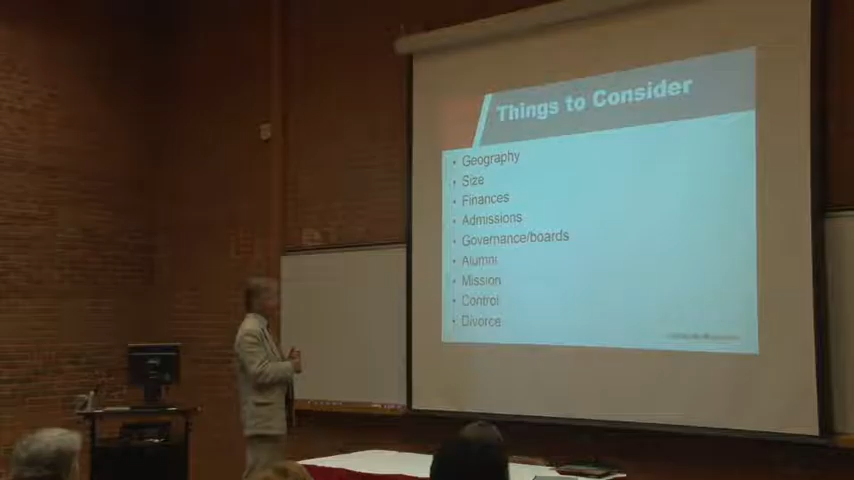 Things to Consider
• Geography
• Size
• Finances
• Admissions
• Governance/boards
• Alumni
• Mission
• Control
• Divorce